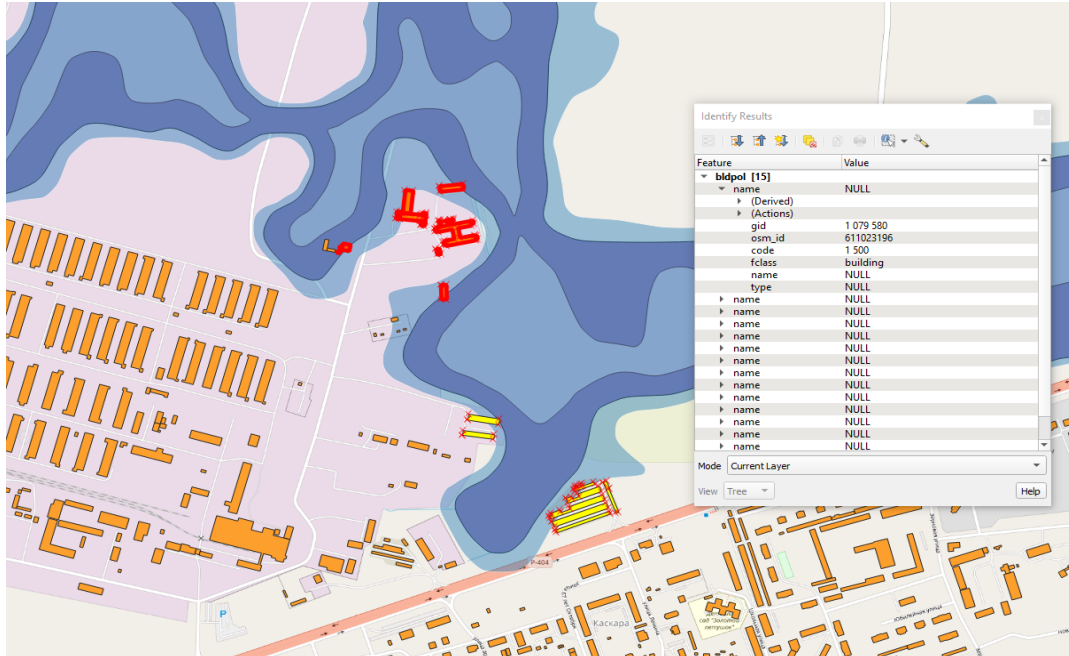 Identify Results
Feature Value
bldpol [15]
name NULL
(Derived)
(Actions)
gid 1 079 580
osm_id 611023196
code 1 500
fclass building
name NULL
type NULL
name NULL
name NULL
name NULL
name NULL
name NULL
name NULL
name NULL
name NULL
name NULL
name NULL
name NULL
name NULL
name NULL
Mode Current Layer
View Tree Help
P-404
P
Каскара
сад "Золотой
петушок"